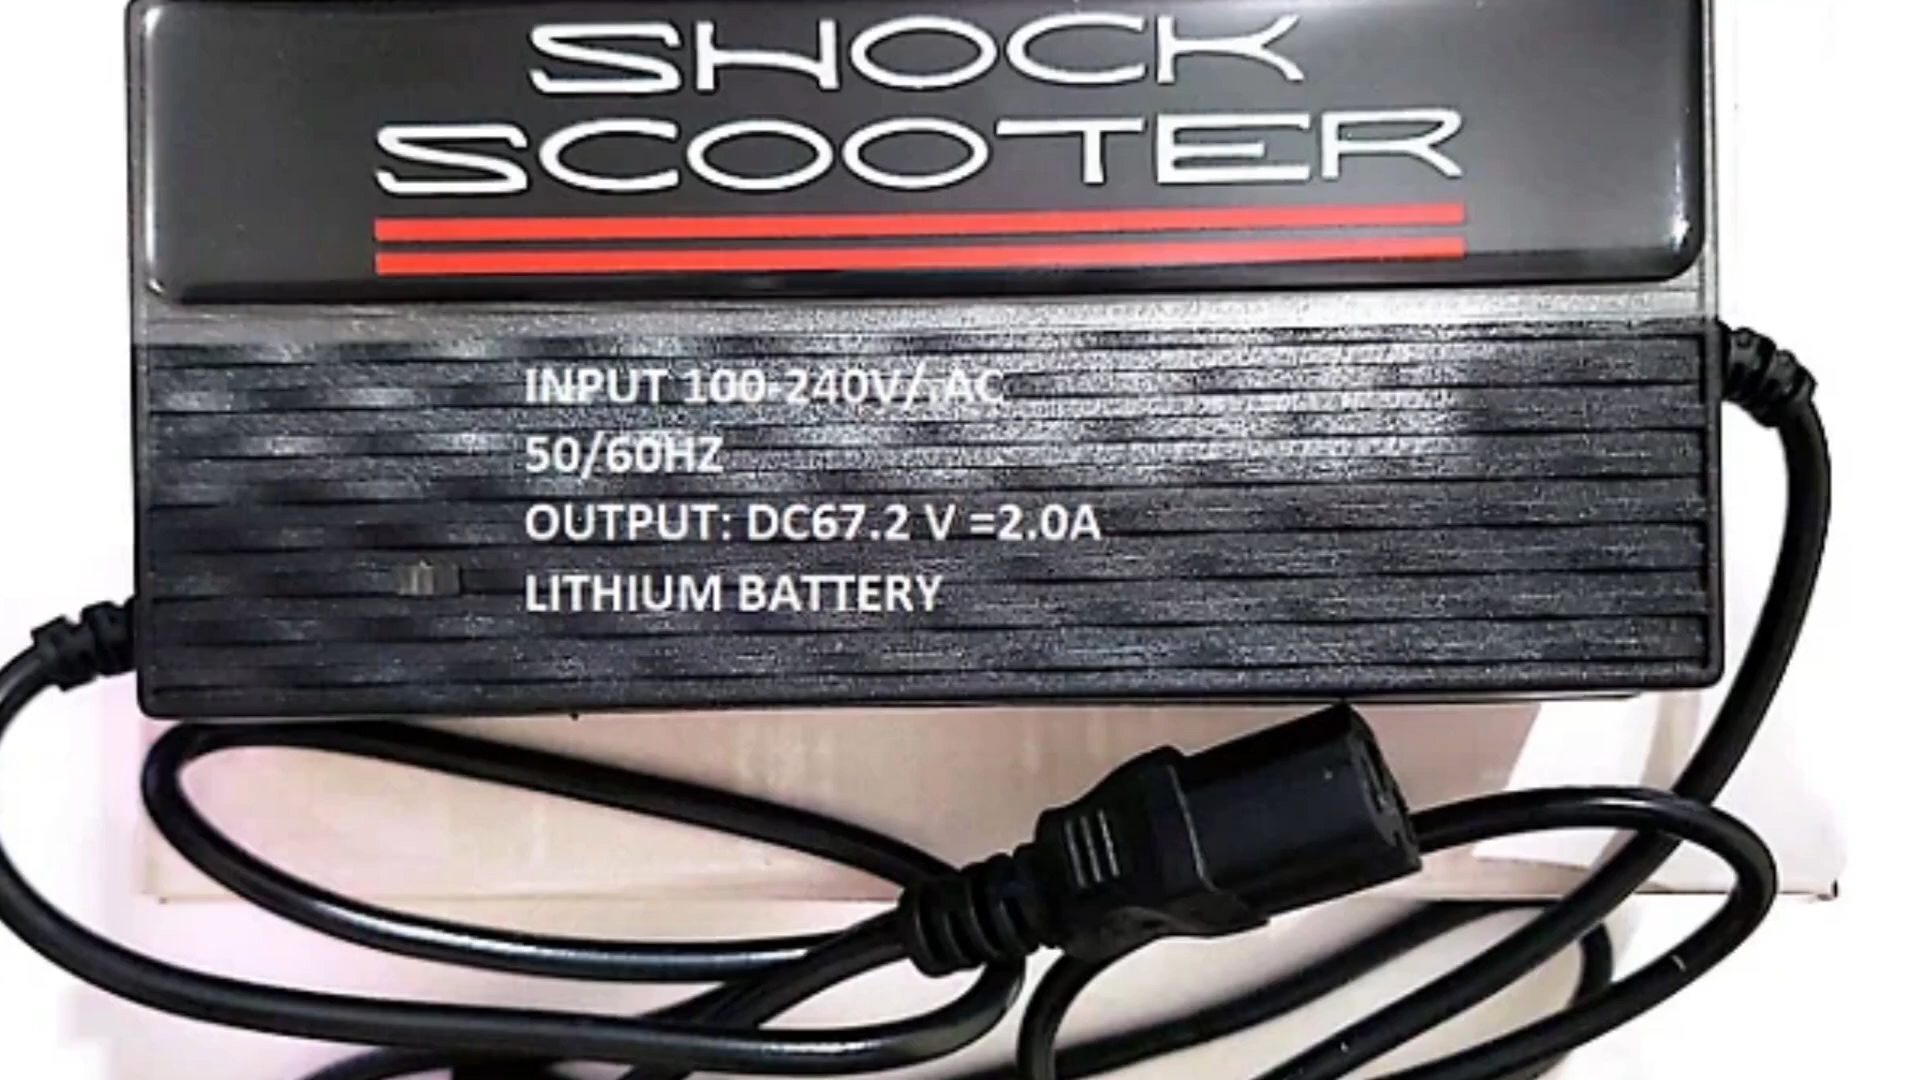 SHOCK
SCOOTER
INPUT 100-240V/ AC
50/60HZ
OUTPUT: DC67.2 V =2.0A
LITHIUM BATTERY